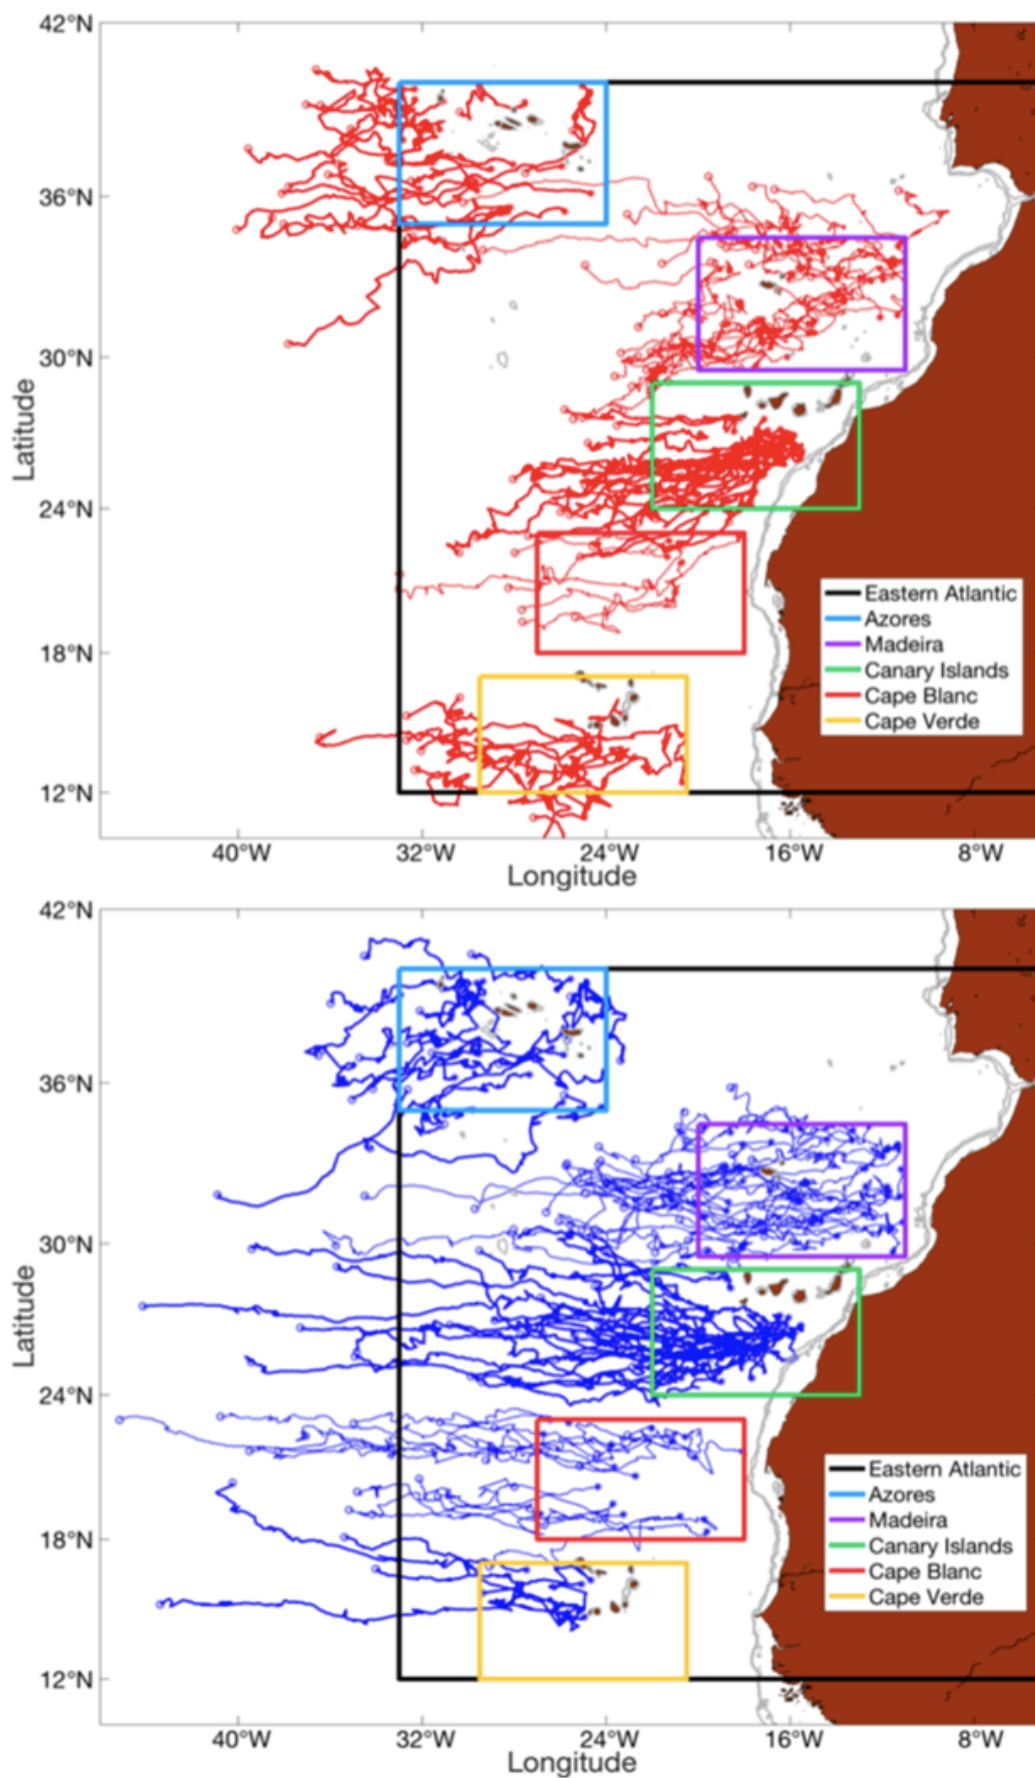 42°N
36°N
30°N
24°N
18°N
12°N
Latitude
Eastern Atlantic
Azores
Madeira
Canary Islands
Cape Blanc
Cape Verde
40°W 32°W 24°W 16°W 8°W
Longitude
42°N
36°N
30°N
24°N
18°N
12°N
Latitude
Eastern Atlantic
Azores
Madeira
Canary Islands
Cape Blanc
Cape Verde
40°W 32°W 24°W 16°W 8°W
Longitude